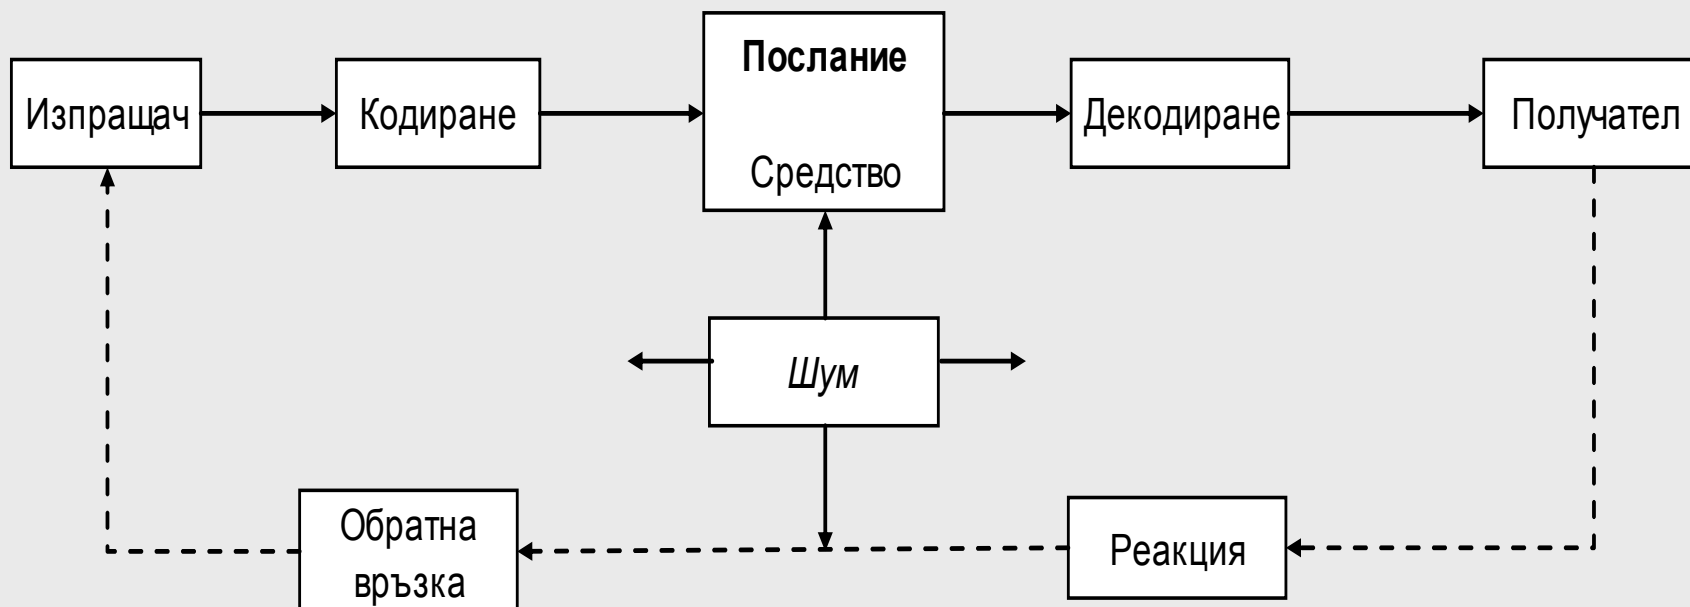 Изпращач
Кодиране
Послание
Средство
Декодиране
Получател
Шум
Обратна
връзка
Реакция